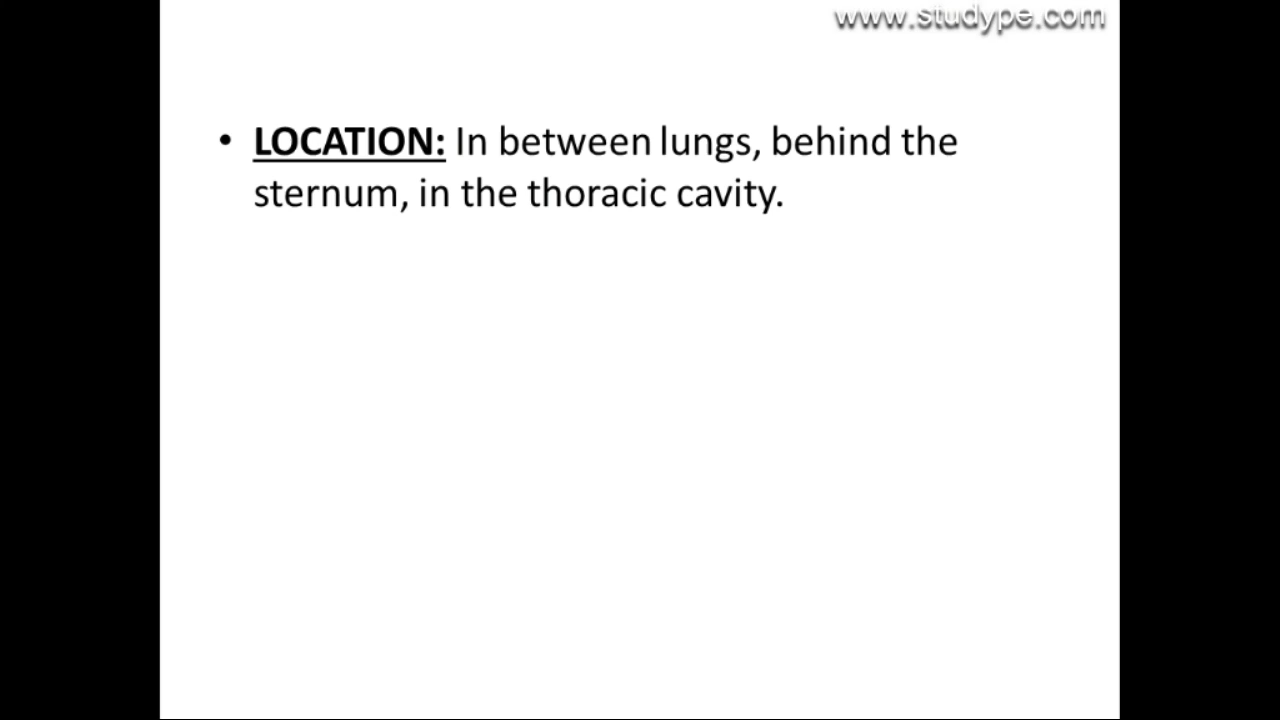 www.studype.com
• LOCATION: In between lungs, behind the
sternum, in the thoracic cavity.